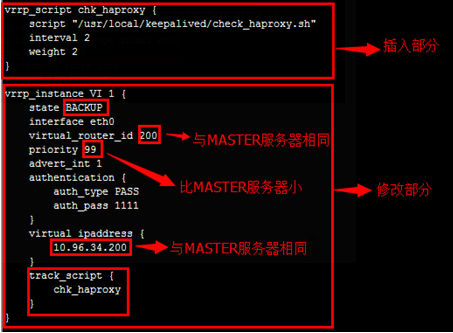 vrrp_script chk_haproxy {
script "/usr/local/keepalived/check_haproxy.sh"
interval 2
weight 2
}
插入部分
vrrp_instance VI 1 {
state BACKUP
interface eth0
virtual_router_id 200
与MASTER服务器相同
priority 99
advert_int 1
authentication {
比MASTER服务器小
auth_type PASS
修改部分
auth_pass 1111
}
virtual ipaddress {
10.96.34.200
与MASTER服务器相同
}
track_script {
chk_haproxy
}
}